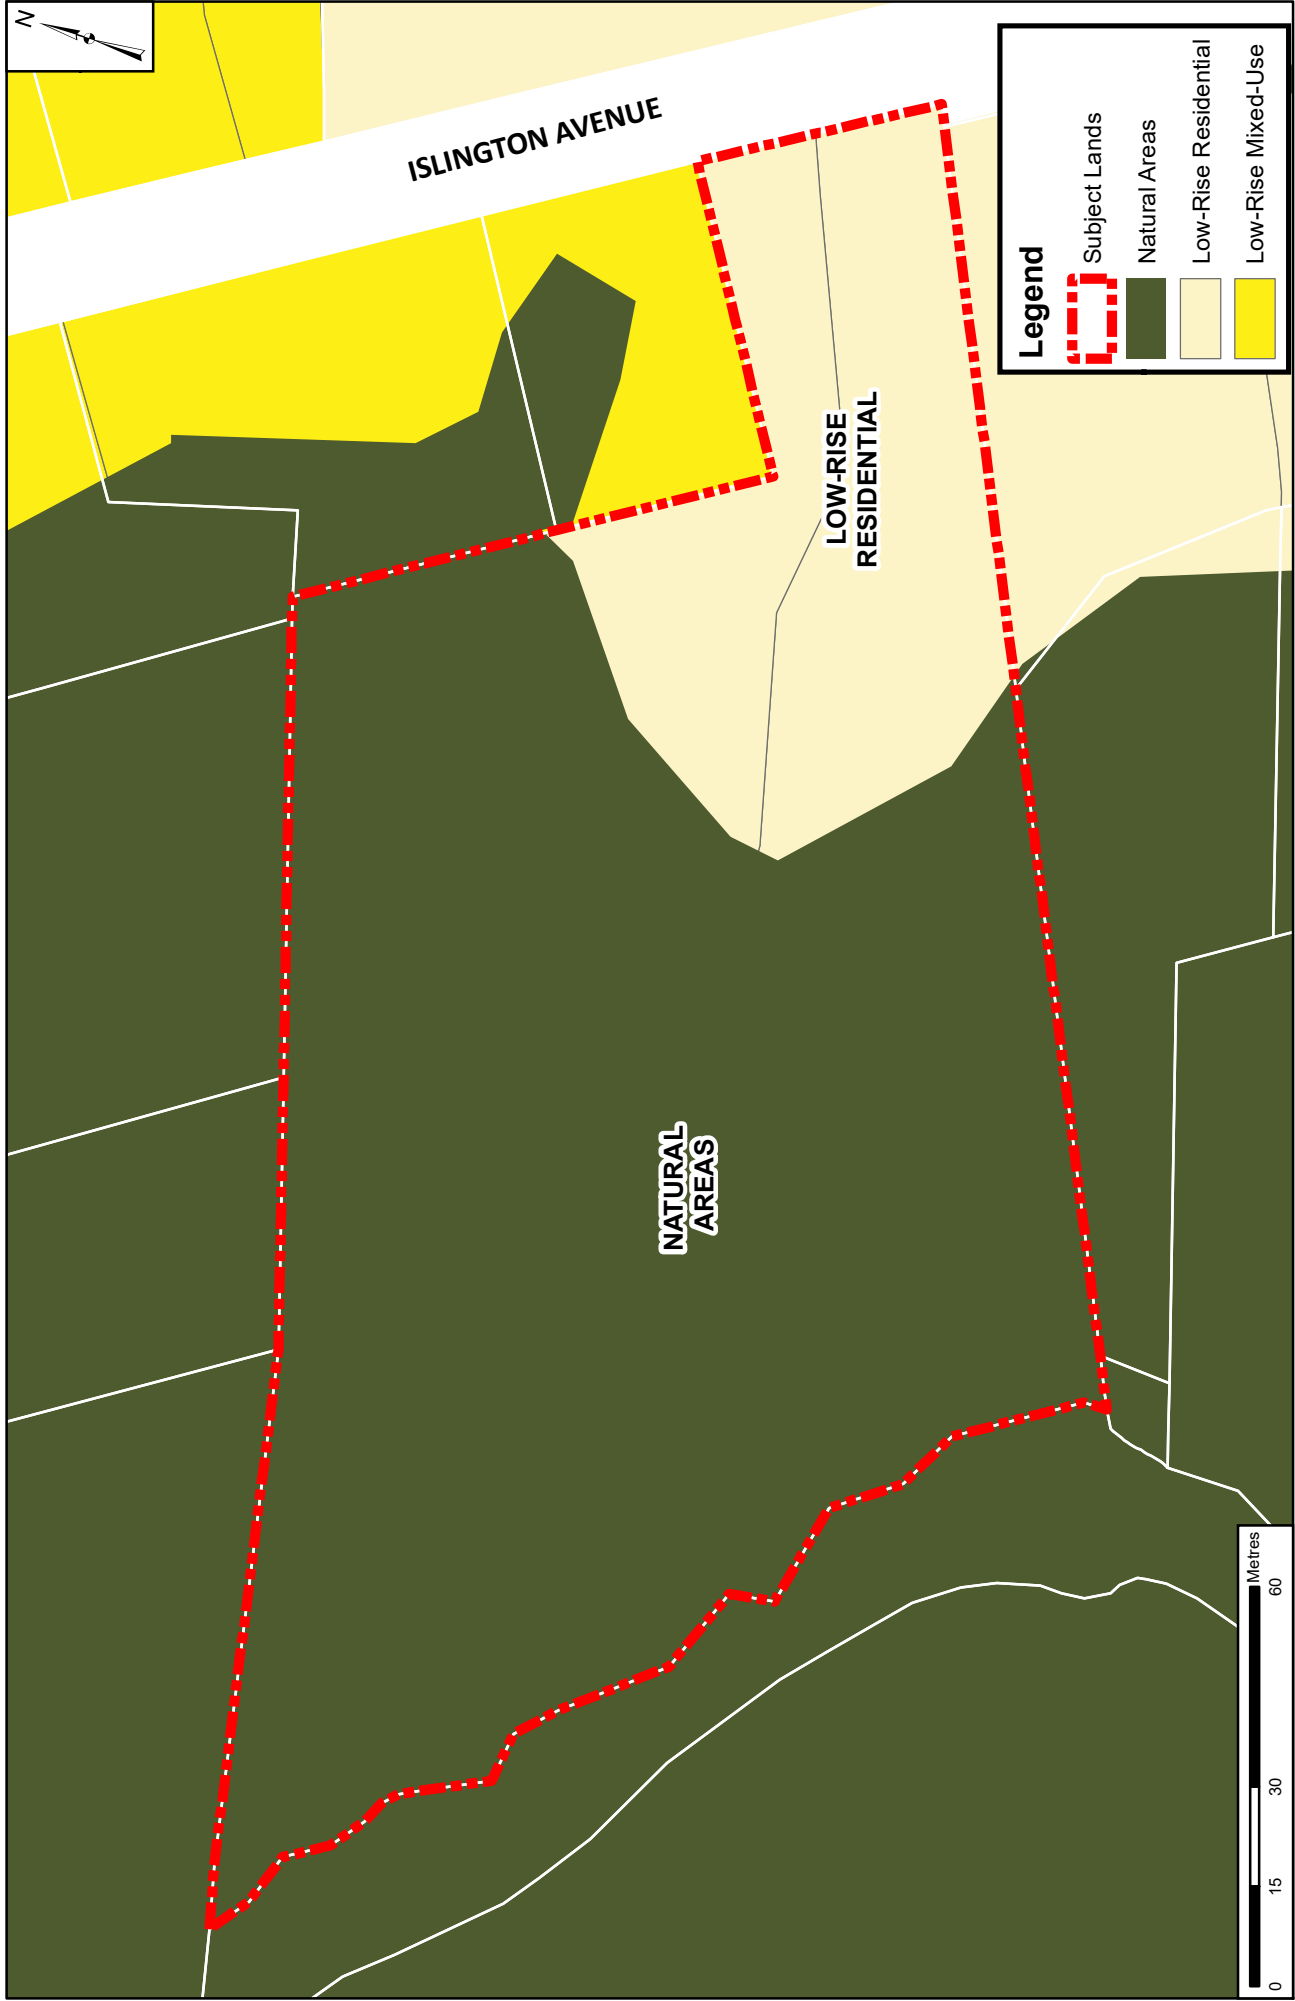 N
ISLINGTON AVENUE
LOW-RISE
RESIDENTIAL
NATURAL
AREAS
Legend
Subject Lands
Natural Areas
Low-Rise Residential
Low-Rise Mixed-Use
Metres
0 15 30 60